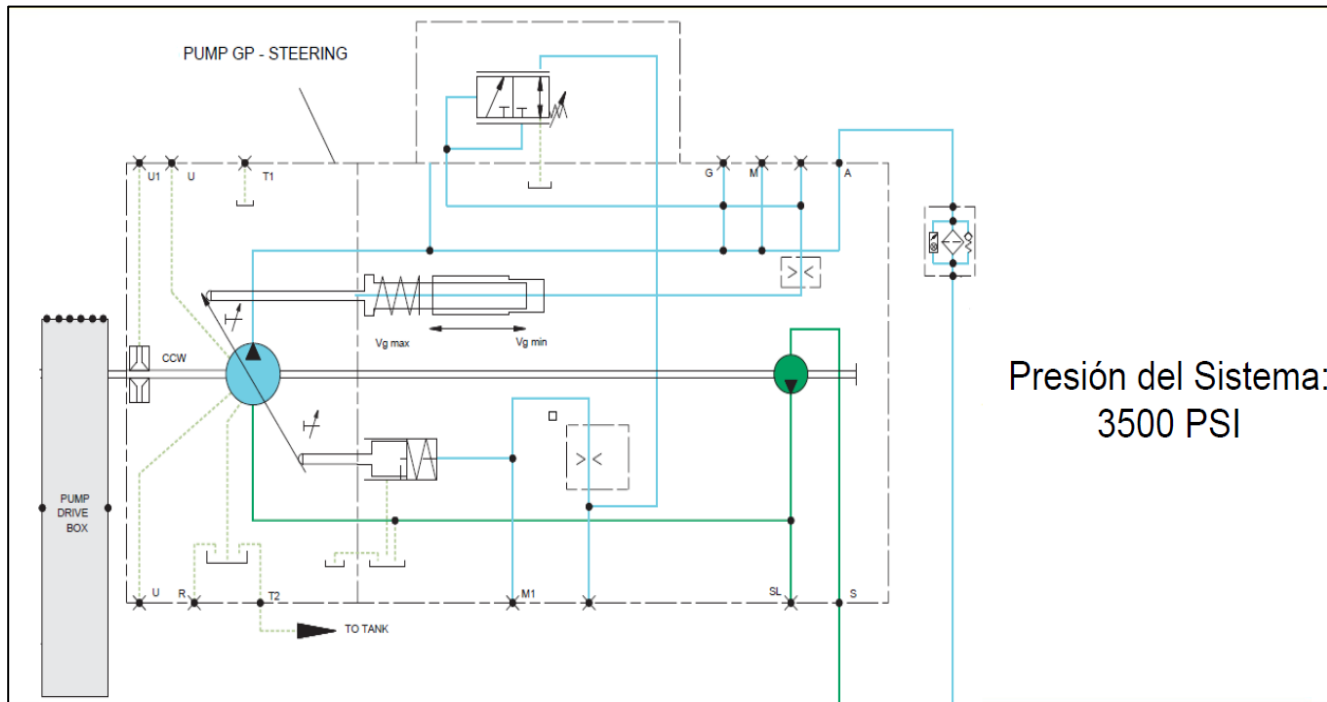 PUMP GP - STEERING
U1
U
T1
G
M
A
Vg max
Vg min
CCW
Presión del Sistema:
3500 PSI
PUMP
DRIVE
BOX
U
R
T2
M1
SL
S
TO TANK